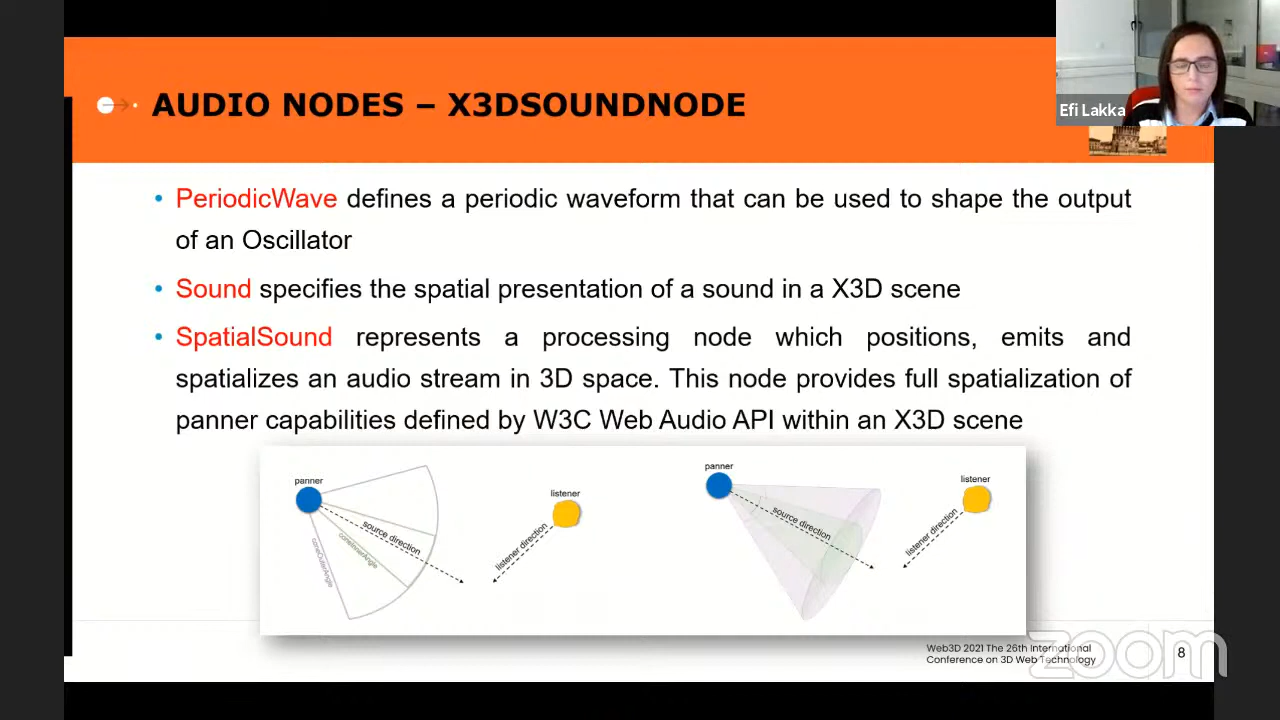 AUDIO NODES – X3DSOUNDNODE
Efi Lakka
• PeriodicWave defines a periodic waveform that can be used to shape the output
of an Oscillator
• Sound specifies the spatial presentation of a sound in a X3D scene
• SpatialSound represents a processing node which positions, emits and
spatializes an audio stream in 3D space. This node provides full spatialization of
panner capabilities defined by W3C Web Audio API within an X3D scene
panner
listener
source direction
coneInnerAngle
coneOuterAngle
listener direction
panner
listener
source direction
listener direction
Web3D 2021 The 26th International
Conference on 3D Web Technology
8
zoom